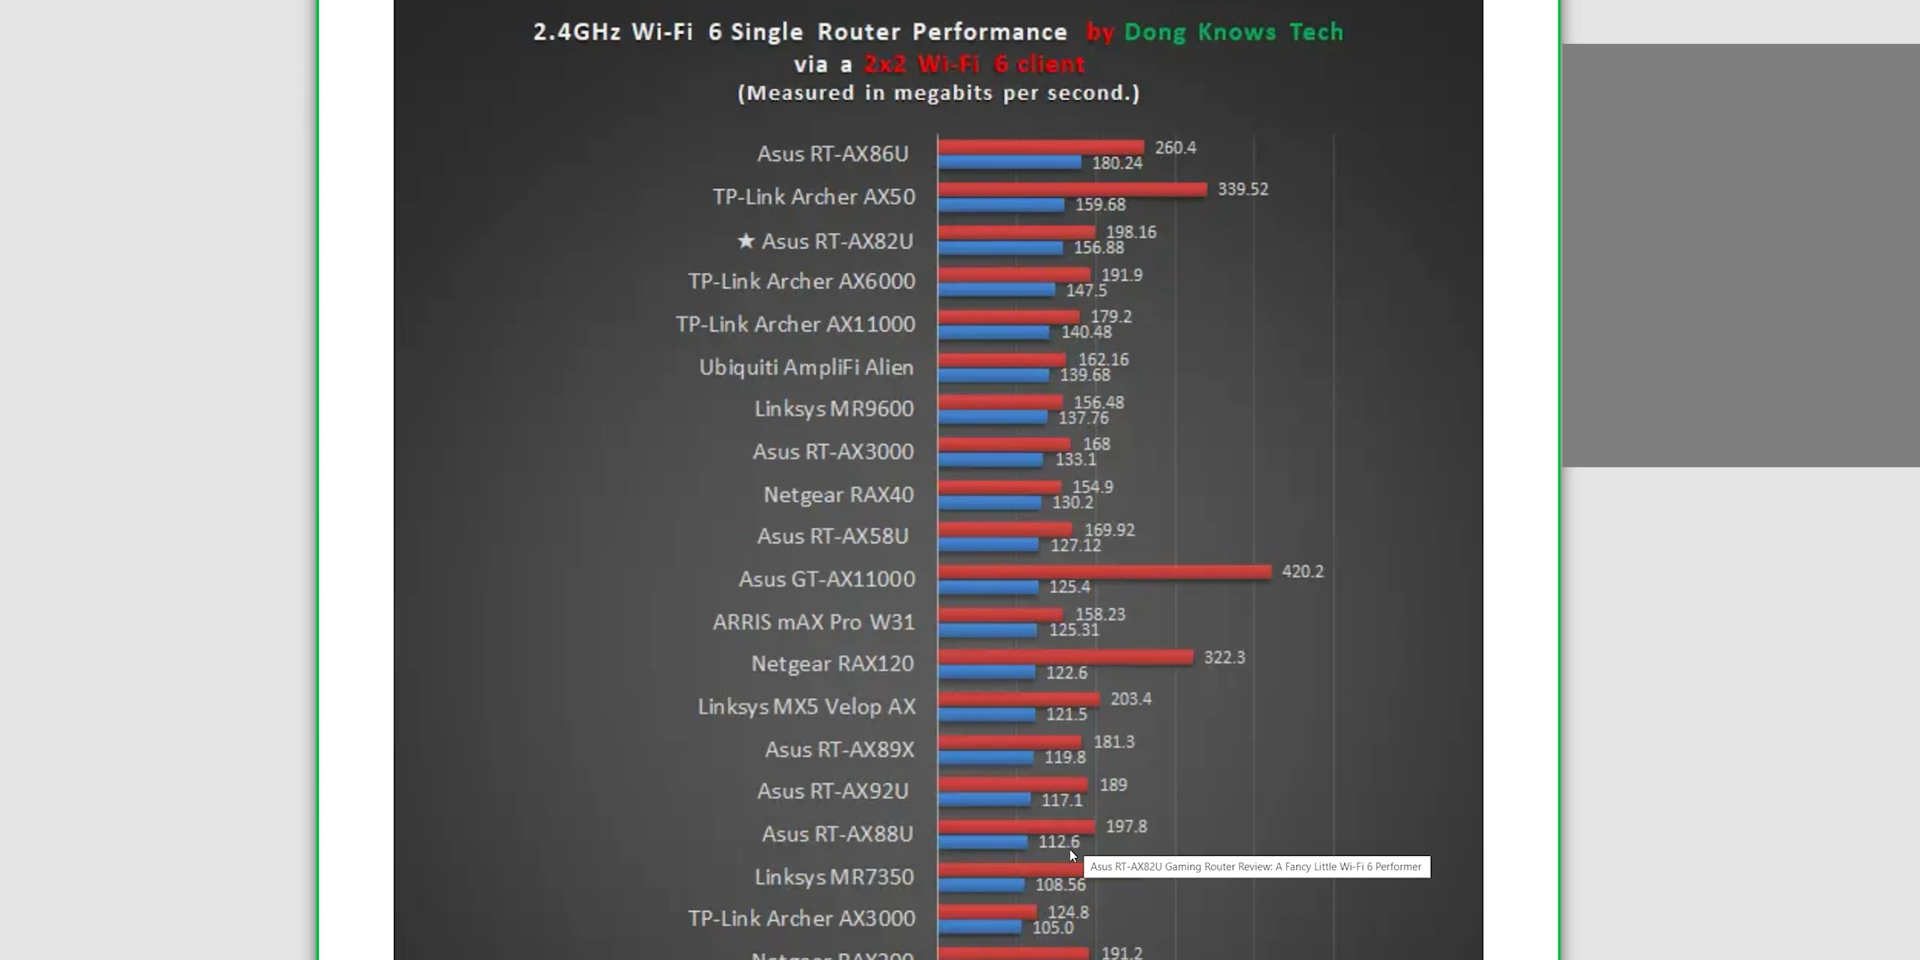 2.4GHz Wi-Fi 6 Single Router Performance by Dong Knows Tech
via a 2x2 Wi-Fi 6 client
(Measured in megabits per second.)
Asus RT-AX86U 260.4
180.24
TP-Link Archer AX50 339.52
159.68
★ Asus RT-AX82U 198.16
156.88
TP-Link Archer AX6000 191.9
147.5
TP-Link Archer AX11000 179.2
140.48
Ubiquiti AmpliFi Alien 162.16
139.68
Linksys MR9600 156.48
137.76
Asus RT-AX3000 168
133.1
Netgear RAX40 154.9
130.2
Asus RT-AX58U 169.92
127.12
Asus GT-AX11000 420.2
125.4
ARRIS mAX Pro W31 158.23
125.31
Netgear RAX120 322.3
122.6
Linksys MX5 Velop AX 203.4
121.5
Asus RT-AX89X 181.3
119.8
Asus RT-AX92U 189
117.1
Asus RT-AX88U 197.8
112.6
Asus RT-AX82U Gaming Router Review: A Fancy Little Wi-Fi 6 Performer
Linksys MR7350 108.56
TP-Link Archer AX3000 124.8
105.0
Netgear RAX200 191.2